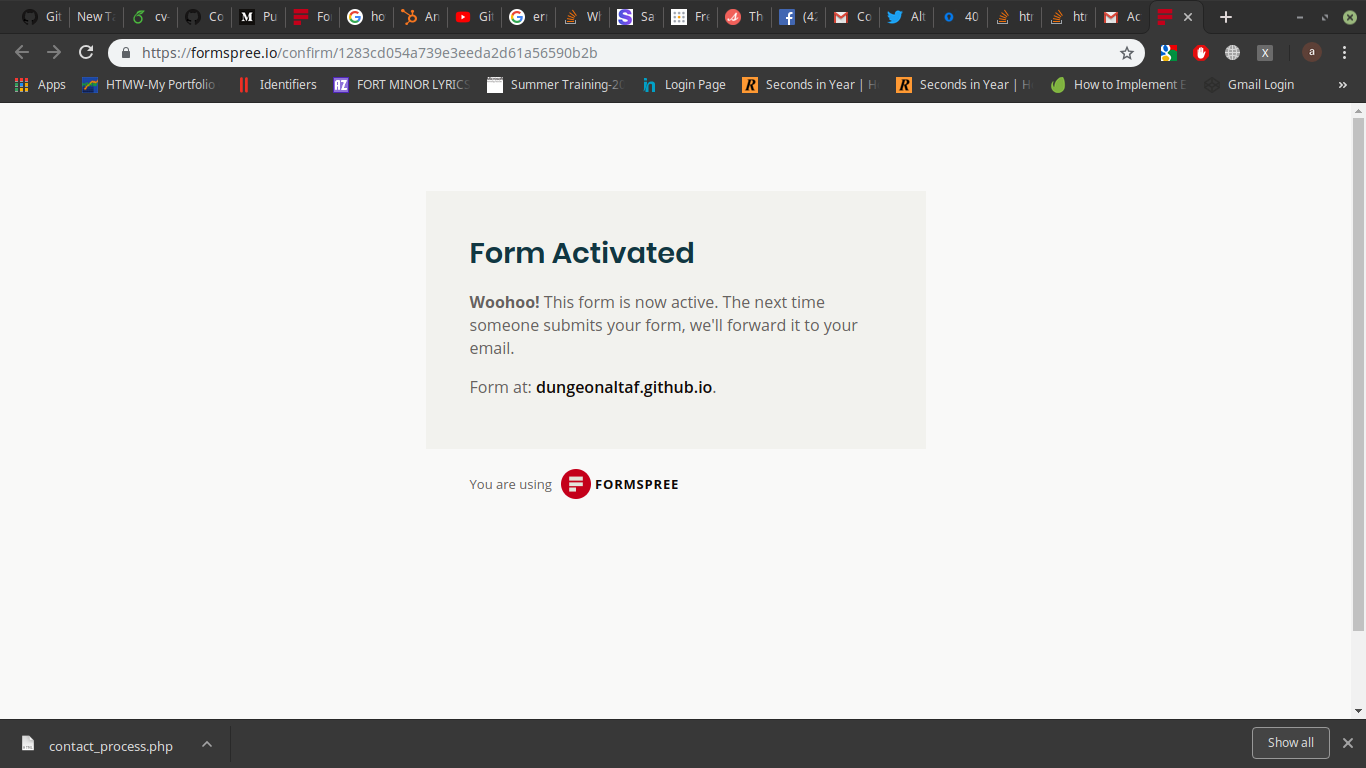 Git
New Ta
cv-
Co
Pu
Fo
ho
An
Git
eri
Wl
Sa
Fre
Th
(42
Co
Alt
40
htr
htr
Ac
https://formspree.io/confirm/1283cd054a739e3eeda2d61a56590b2b
a
Apps
HTMW-My Portfolio
Identifiers
FORT MINOR LYRICS
Summer Training-20
Login Page
Seconds in Year | H
Seconds in Year | H
How to Implement E
Gmail Login
»
Form Activated
Woohoo! This form is now active. The next time
someone submits your form, we'll forward it to your
email.
Form at: dungeonaltaf.github.io.
You are using FORMSPREE
contact_process.php
Show all